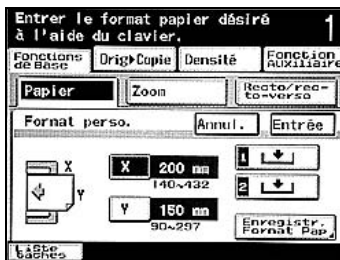 Entrer le format papier désiré
à l'aide du clavier.
1
Fonctions de Base
Orig▸Copie
Densité
Fonction Auxiliaire
Papier
Zoom
Recto/rec-
to-verso
Format perso.
Annul.
Entrée
X
X 200 mm
140~432
1
Y
Y 150 mm
90~297
2
Enregistr.
Format Pap.
Liste
tâches